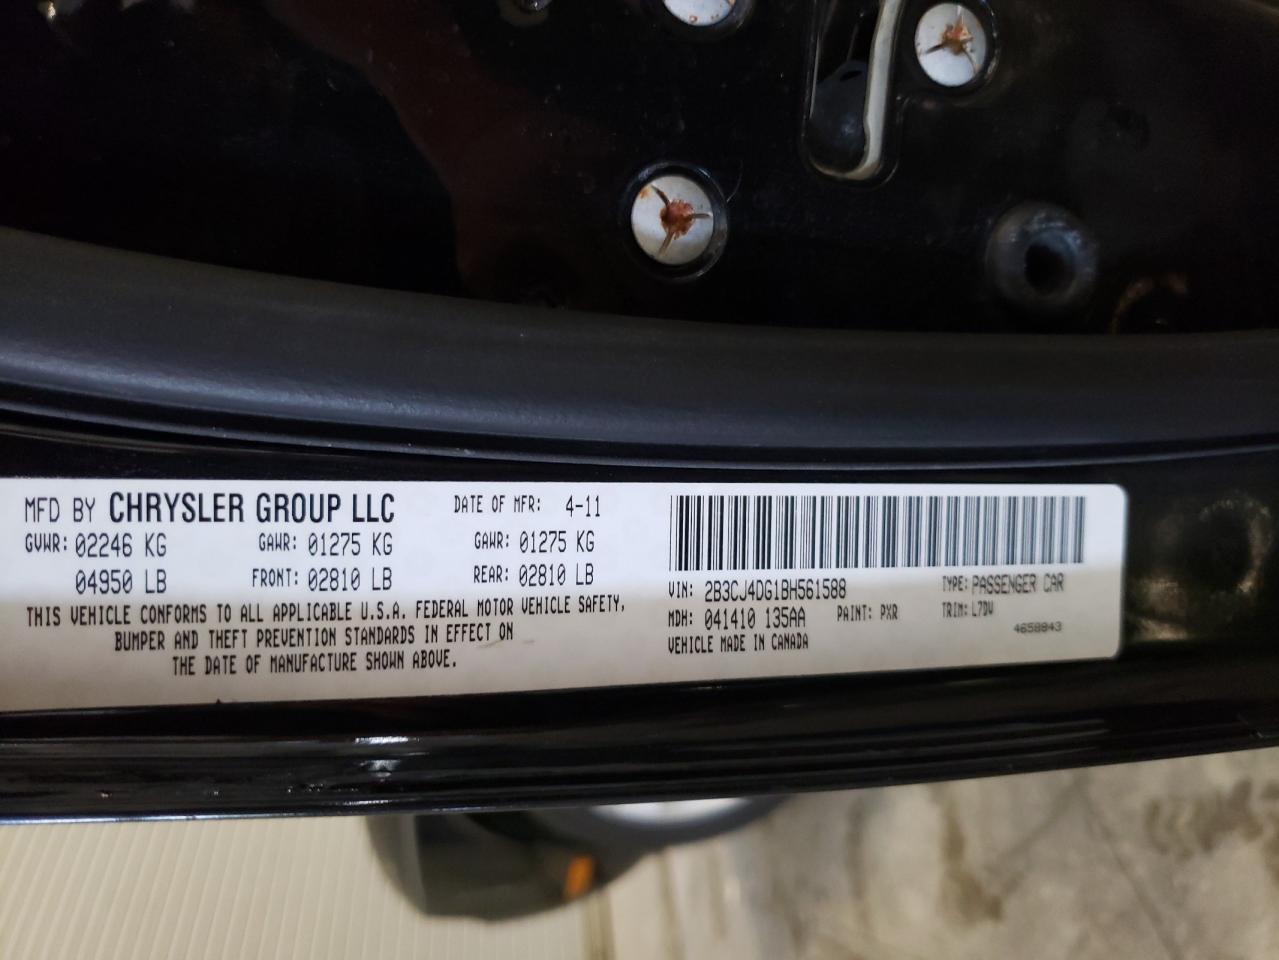 MFD BY CHRYSLER GROUP LLC DATE OF MFR: 4-11
GVWR: 02246 KG GAWR: 01275 KG GAWR: 01275 KG
04950 LB FRONT: 02810 LB REAR: 02810 LB
THIS VEHICLE CONFORMS TO ALL APPLICABLE U.S.A. FEDERAL MOTOR VEHICLE SAFETY,
BUMPER AND THEFT PREVENTION STANDARDS IN EFFECT ON
THE DATE OF MANUFACTURE SHOWN ABOVE.
VIN: 2B3CJ4DG1BH561588 TYPE: PASSENGER CAR
MDH: 041410 135AA PAINT: PXR TRIM: L7DV
VEHICLE MADE IN CANADA 4658843